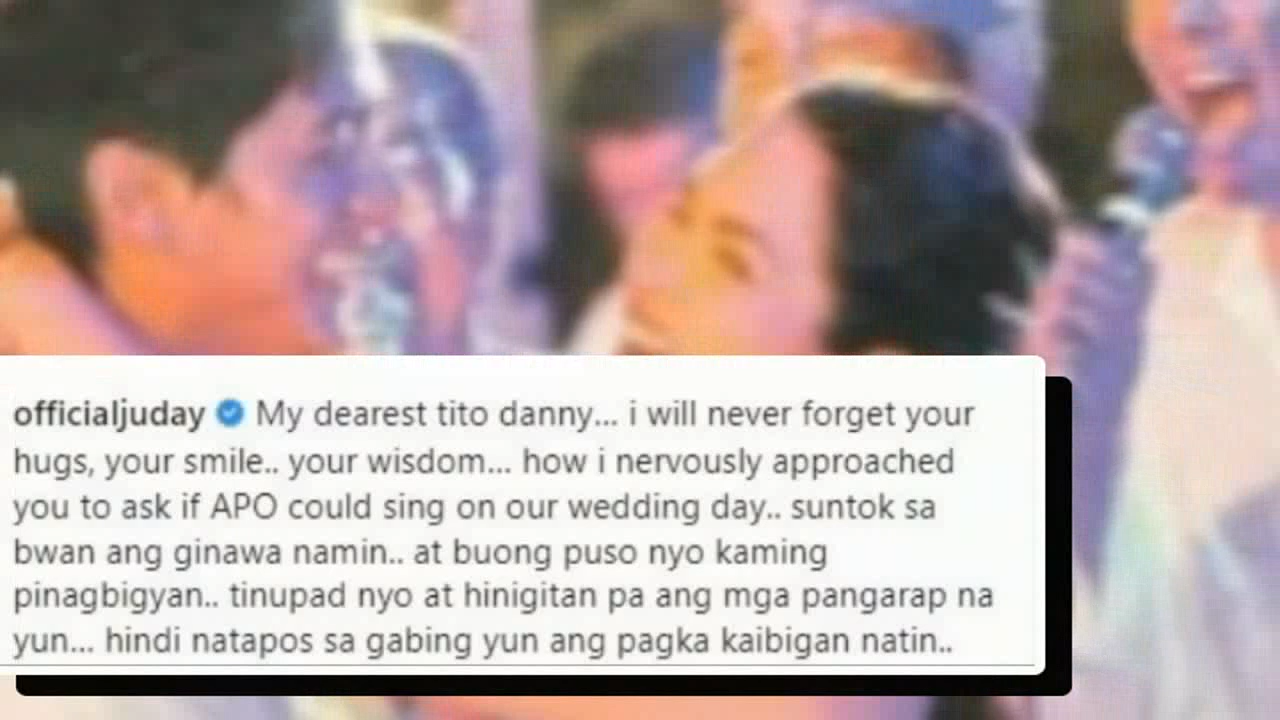 officialjuday My dearest tito danny... i will never forget your
hugs, your smile.. your wisdom... how i nervously approached
you to ask if APO could sing on our wedding day.. suntok sa
bwan ang ginawa namin.. at buong puso nyo kaming
pinagbigyan.. tinupad nyo at hinigitan pa ang mga pangarap na
yun... hindi natapos sa gabing yun ang pagka kaibigan natin..